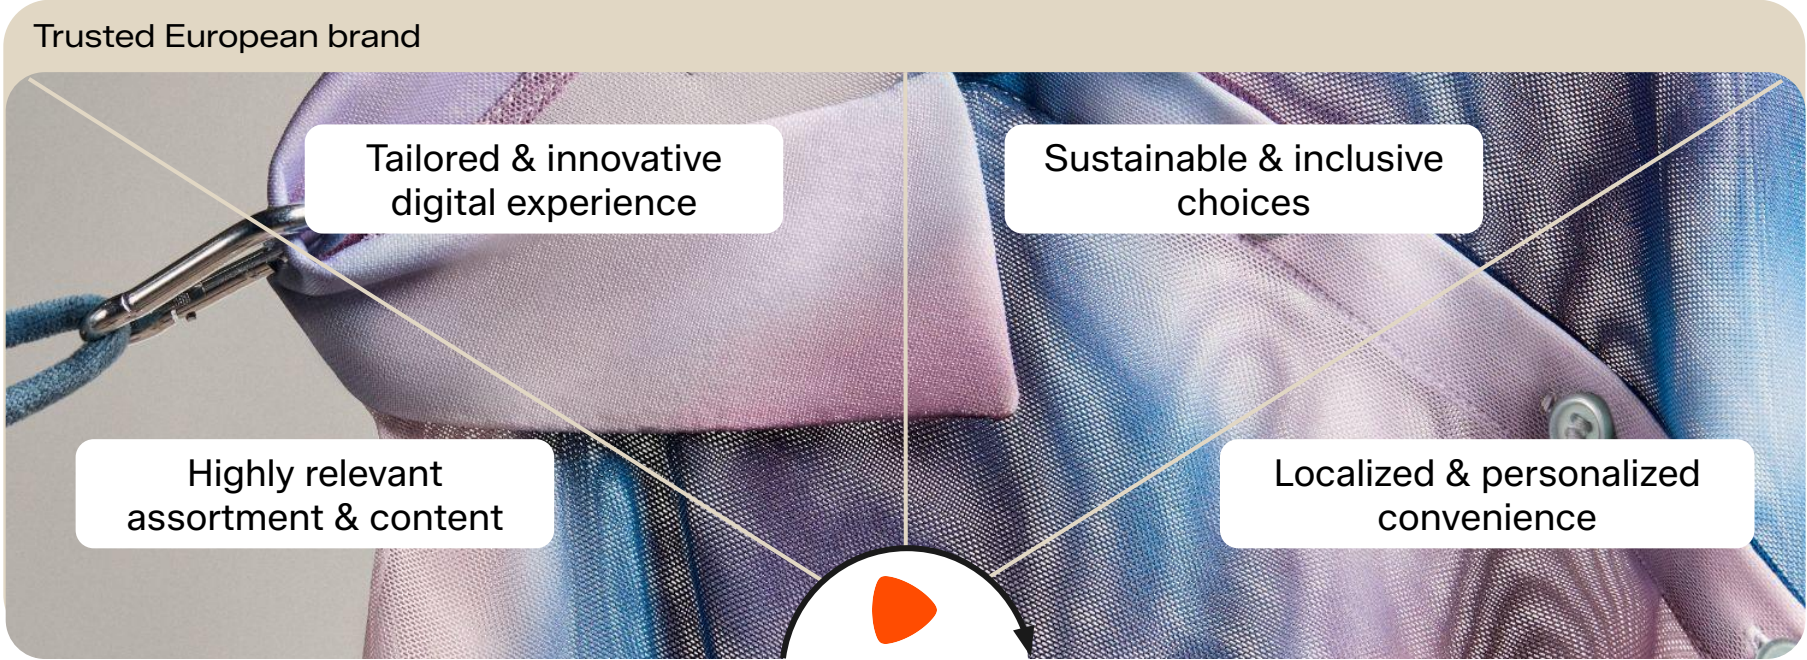 Trusted European brand
Tailored & innovative
digital experience
Sustainable & inclusive
choices
Highly relevant
assortment & content
Localized & personalized
convenience